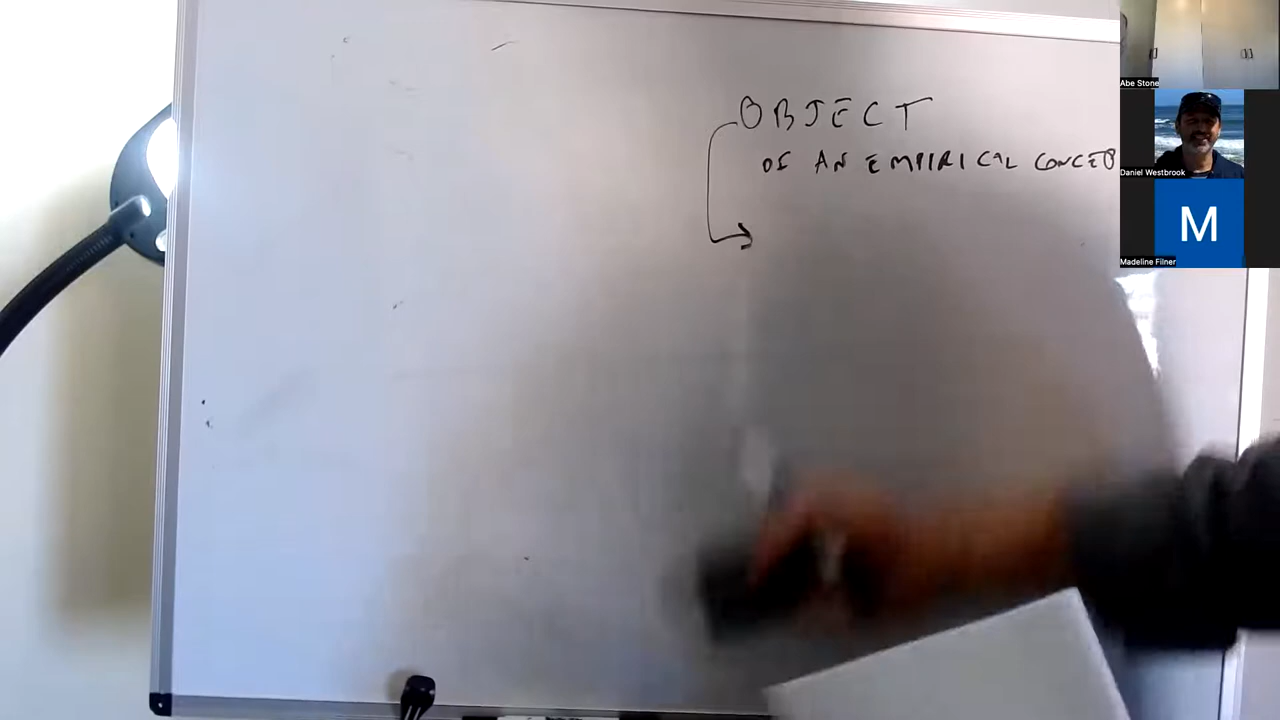 OBJECT
OF AN EMPIRICAL CONCEP
Abe Stone
Daniel Westbrook
M
Madeline Filner